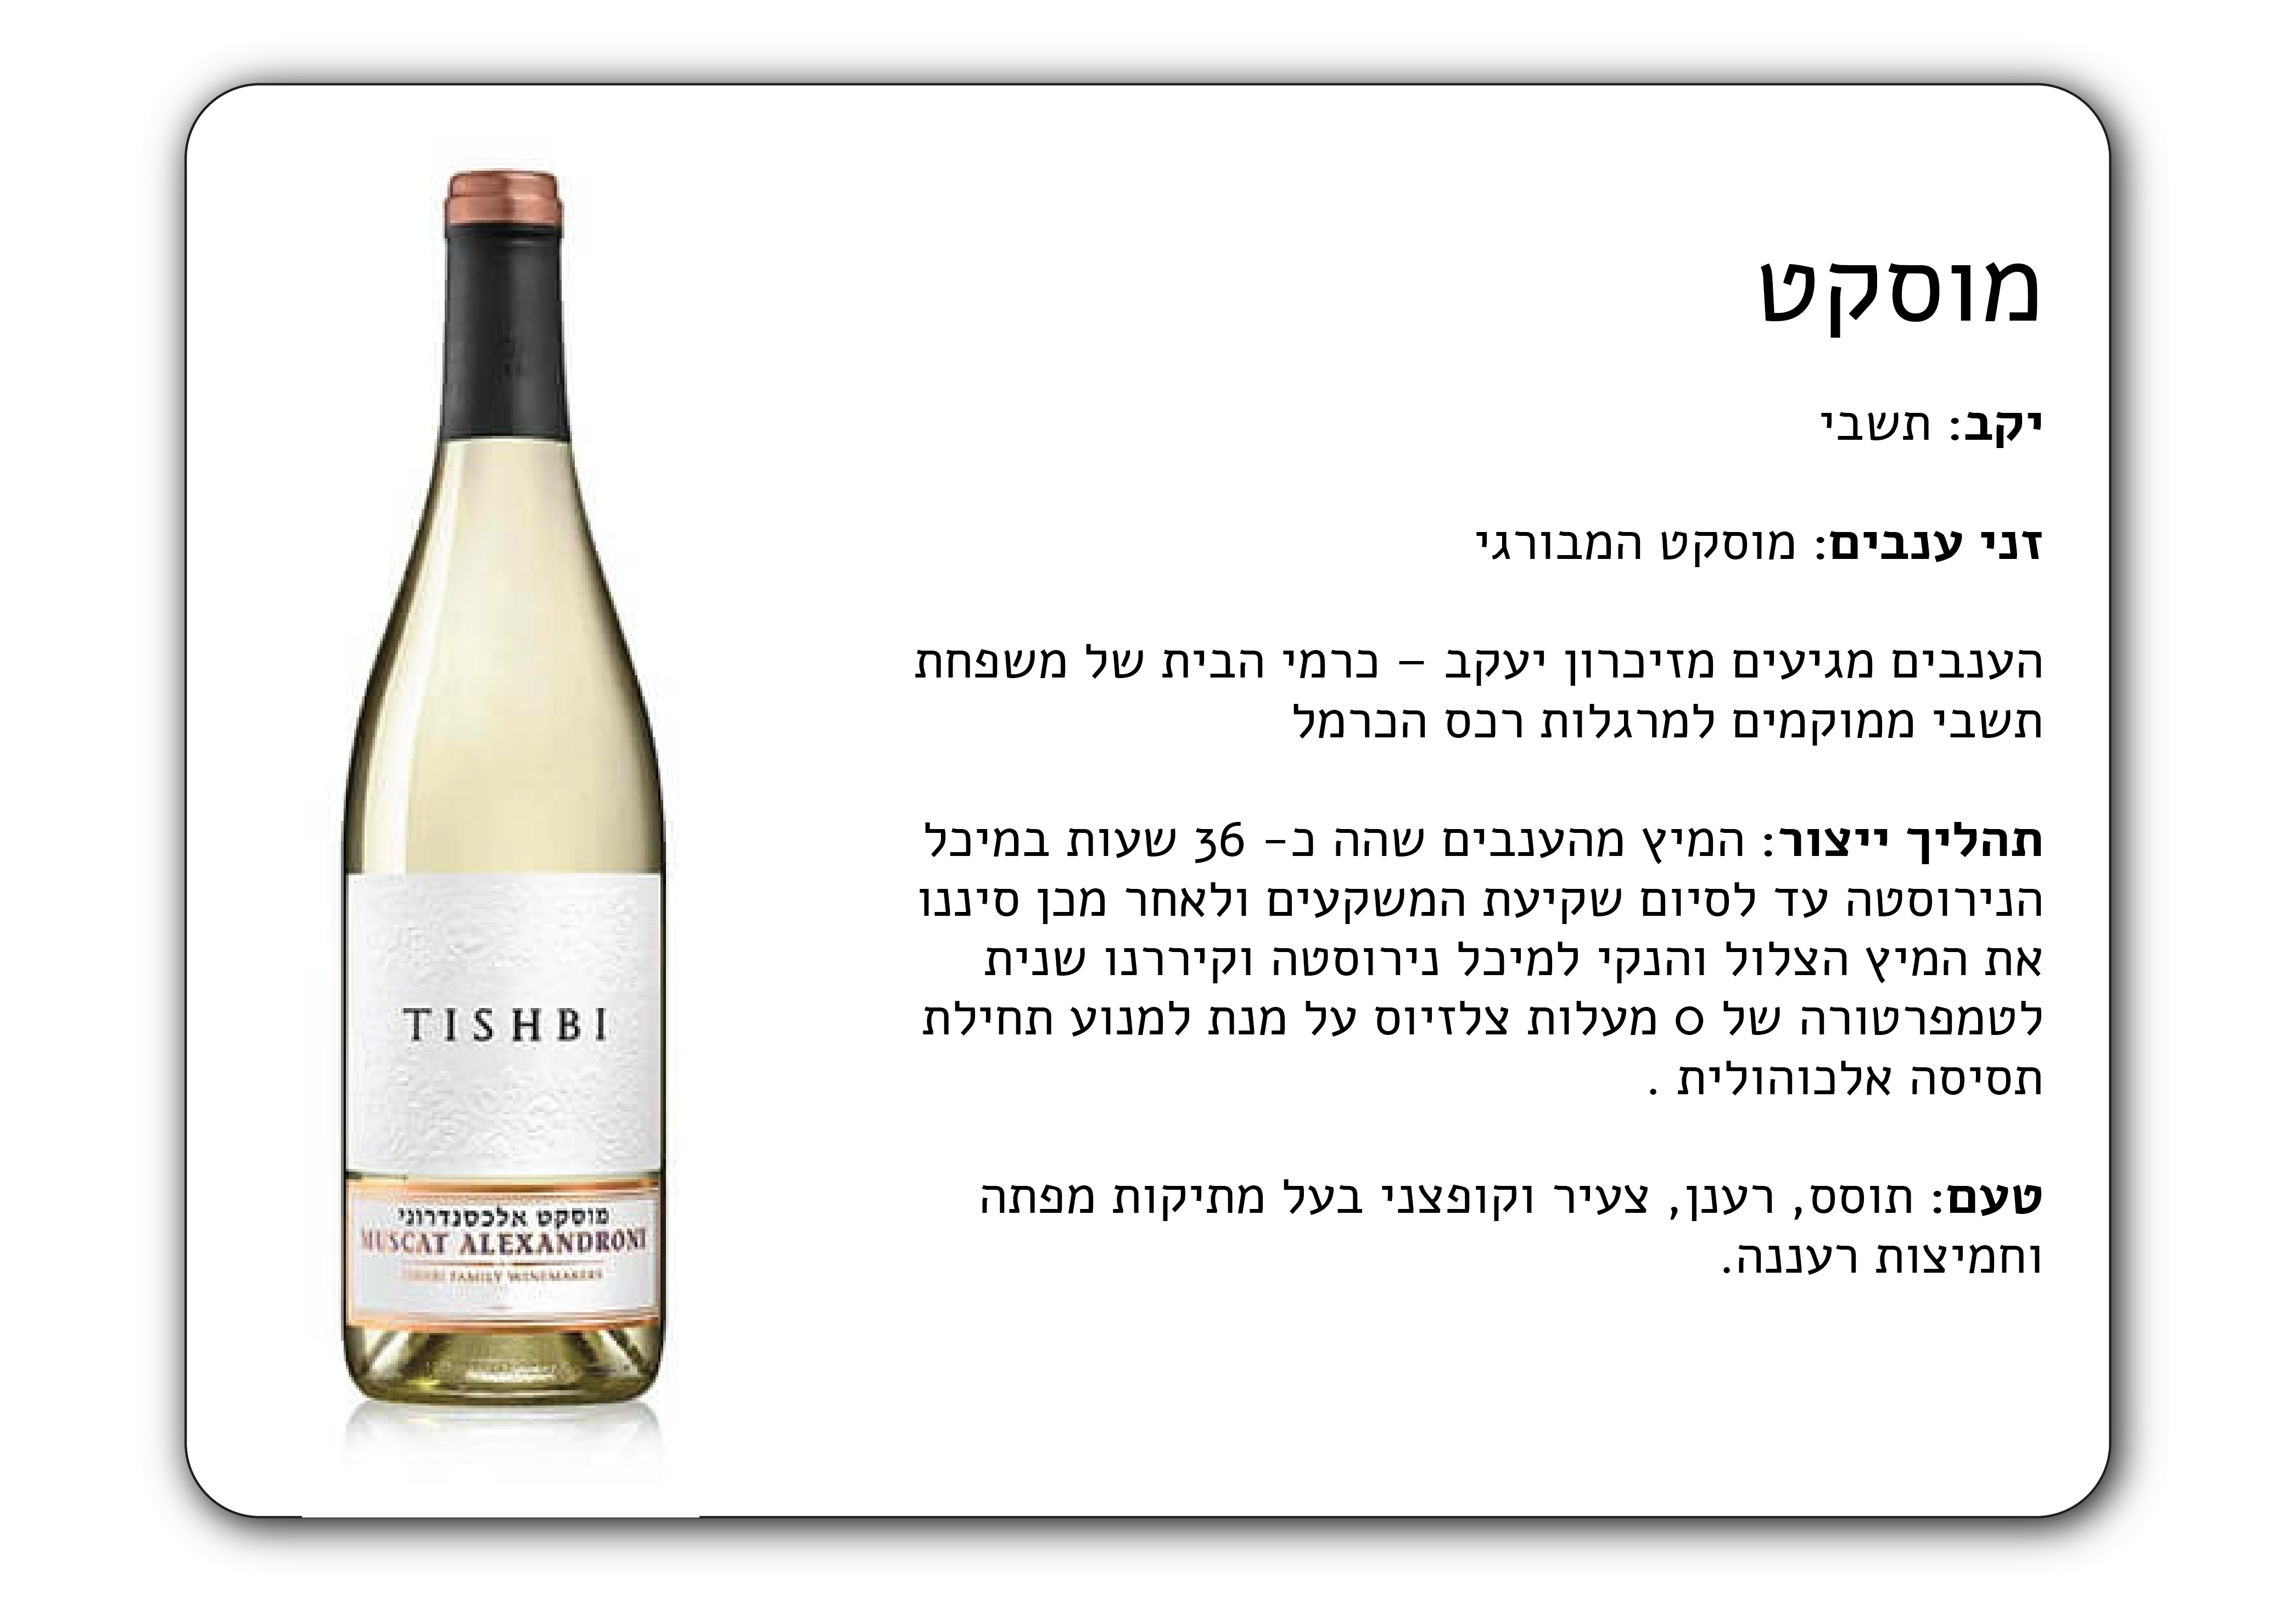 מוסקט
יקב: תשבי
זני ענבים: מוסקט המבורגי
הענבים מגיעים מזיכרון יעקב – כרמי הבית של משפחת
תשבי ממוקמים למרגלות רכס הכרמל
תהליך ייצור: המיץ מהענבים שהה כ- 36 שעות במיכל
הנירוסטה עד לסיום שקיעת המשקעים ולאחר מכן סיננו
את המיץ הצלול והנקי למיכל נירוסטה וקיררנו שנית
לטמפרטורה של 0 מעלות צלזיוס על מנת למנוע תחילת
תסיסה אלכוהולית .
טעם: תוסס, רענן, צעיר וקופצני בעל מתיקות מפתה
וחמיצות רעננה.
TISHBI
מוסקט אלכסנדרוני
MUSCAT ALEXANDRONI
FAMILY WINEMAKERS